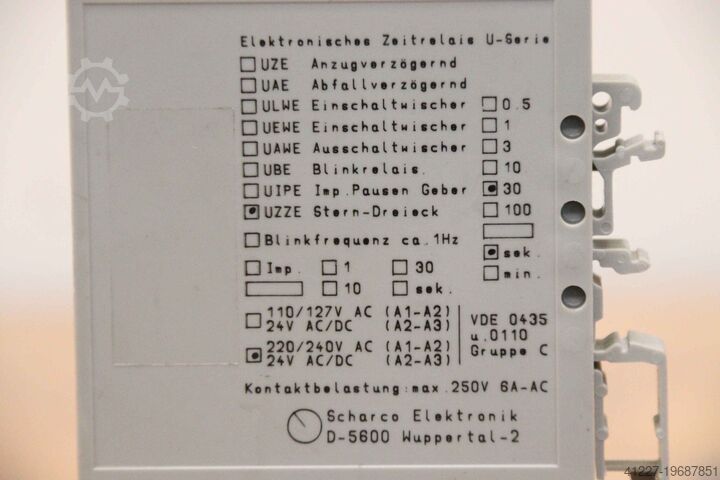 Elektronisches Zeitrelais U-Serie
UZE Anzugverzögernd
UAE Abfallverzögernd
ULWE Einschaltwischer 0.5
UEWE Einschaltwischer 1
UAWE Ausschaltwischer 3
UBE Blinkrelais. 10
UIPE Imp.Pausen Geber 30
UZZE Stern-Dreieck 100
Blinkfrequenz ca.1Hz
sek.
Imp. 1 30 min.
10 sek.
110/127V AC (A1-A2)
24V AC/DC (A2-A3)
220/240V AC (A1-A2)
24V AC/DC (A2-A3)
VDE 0435
u.0110
Gruppe C
Kontaktbelastung:max.250V 6A-AC
Scharco Elektronik
D-5600 Wuppertal-2
41227-19687851